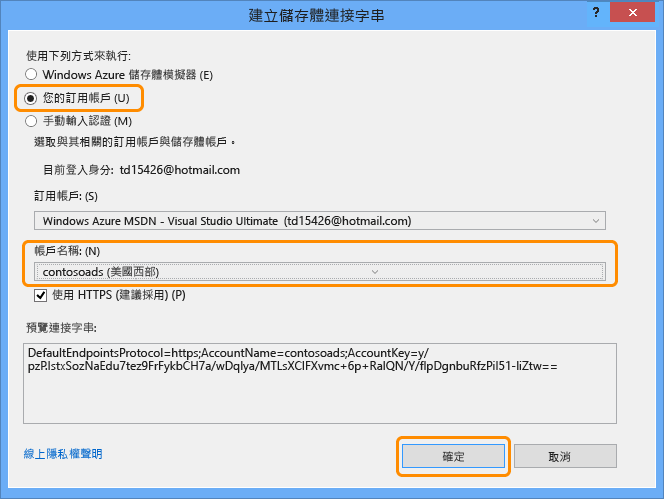 建立儲存體連接字串
?
使用下列方式來執行:
Windows Azure 儲存體模擬器 (E)
您的訂用帳戶 (U)
手動輸入認證 (M)
選取與其相關的訂用帳戶與儲存體帳戶。
目前登入身分: td15426@hotmail.com
訂用帳戶: (S)
Windows Azure MSDN - Visual Studio Ultimate (td15426@hotmail.com)
帳戶名稱: (N)
contosoads (美國西部)
使用 HTTPS (建議採用) (P)
預覽連接字串:
DefaultEndpointsProtocol=https;AccountName=contosoads;AccountKey=y/
pzP.lstxSozNaEdu7tez9FrFykbCH7a/wDqlya/MTLsXCIFXvmc+6p+RalQN/Y/flpDgnbuRfzPil51-liZtw==
線上隱私權聲明
確定
取消